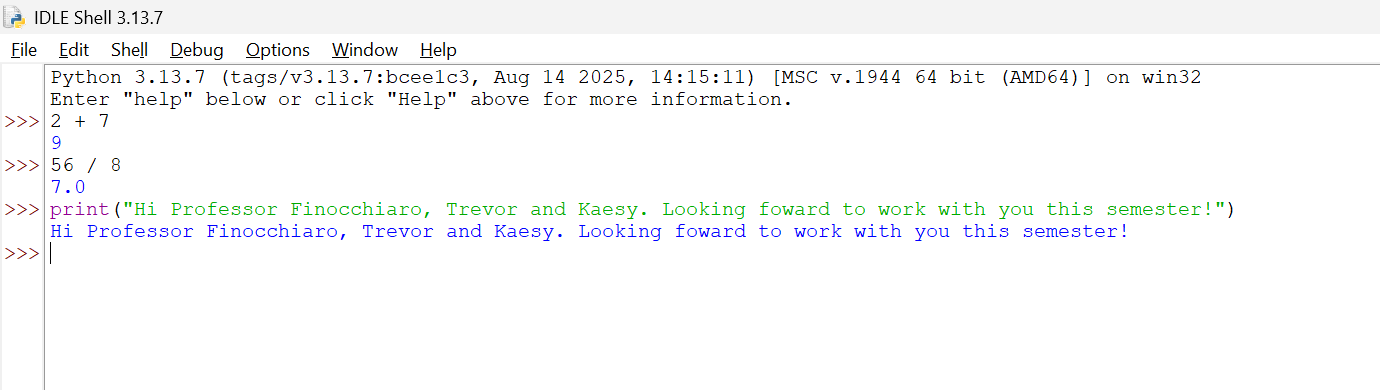 IDLE Shell 3.13.7
File Edit Shell Debug Options Window Help
Python 3.13.7 (tags/v3.13.7:bcee1c3, Aug 14 2025, 14:15:11) [MSC v.1944 64 bit (AMD64)] on win32
Enter "help" below or click "Help" above for more information.
>>> 2 + 7
9
>>> 56 / 8
7.0
>>> print("Hi Professor Finocchiaro, Trevor and Kaesy. Looking foward to work with you this semester!")
Hi Professor Finocchiaro, Trevor and Kaesy. Looking foward to work with you this semester!
>>>